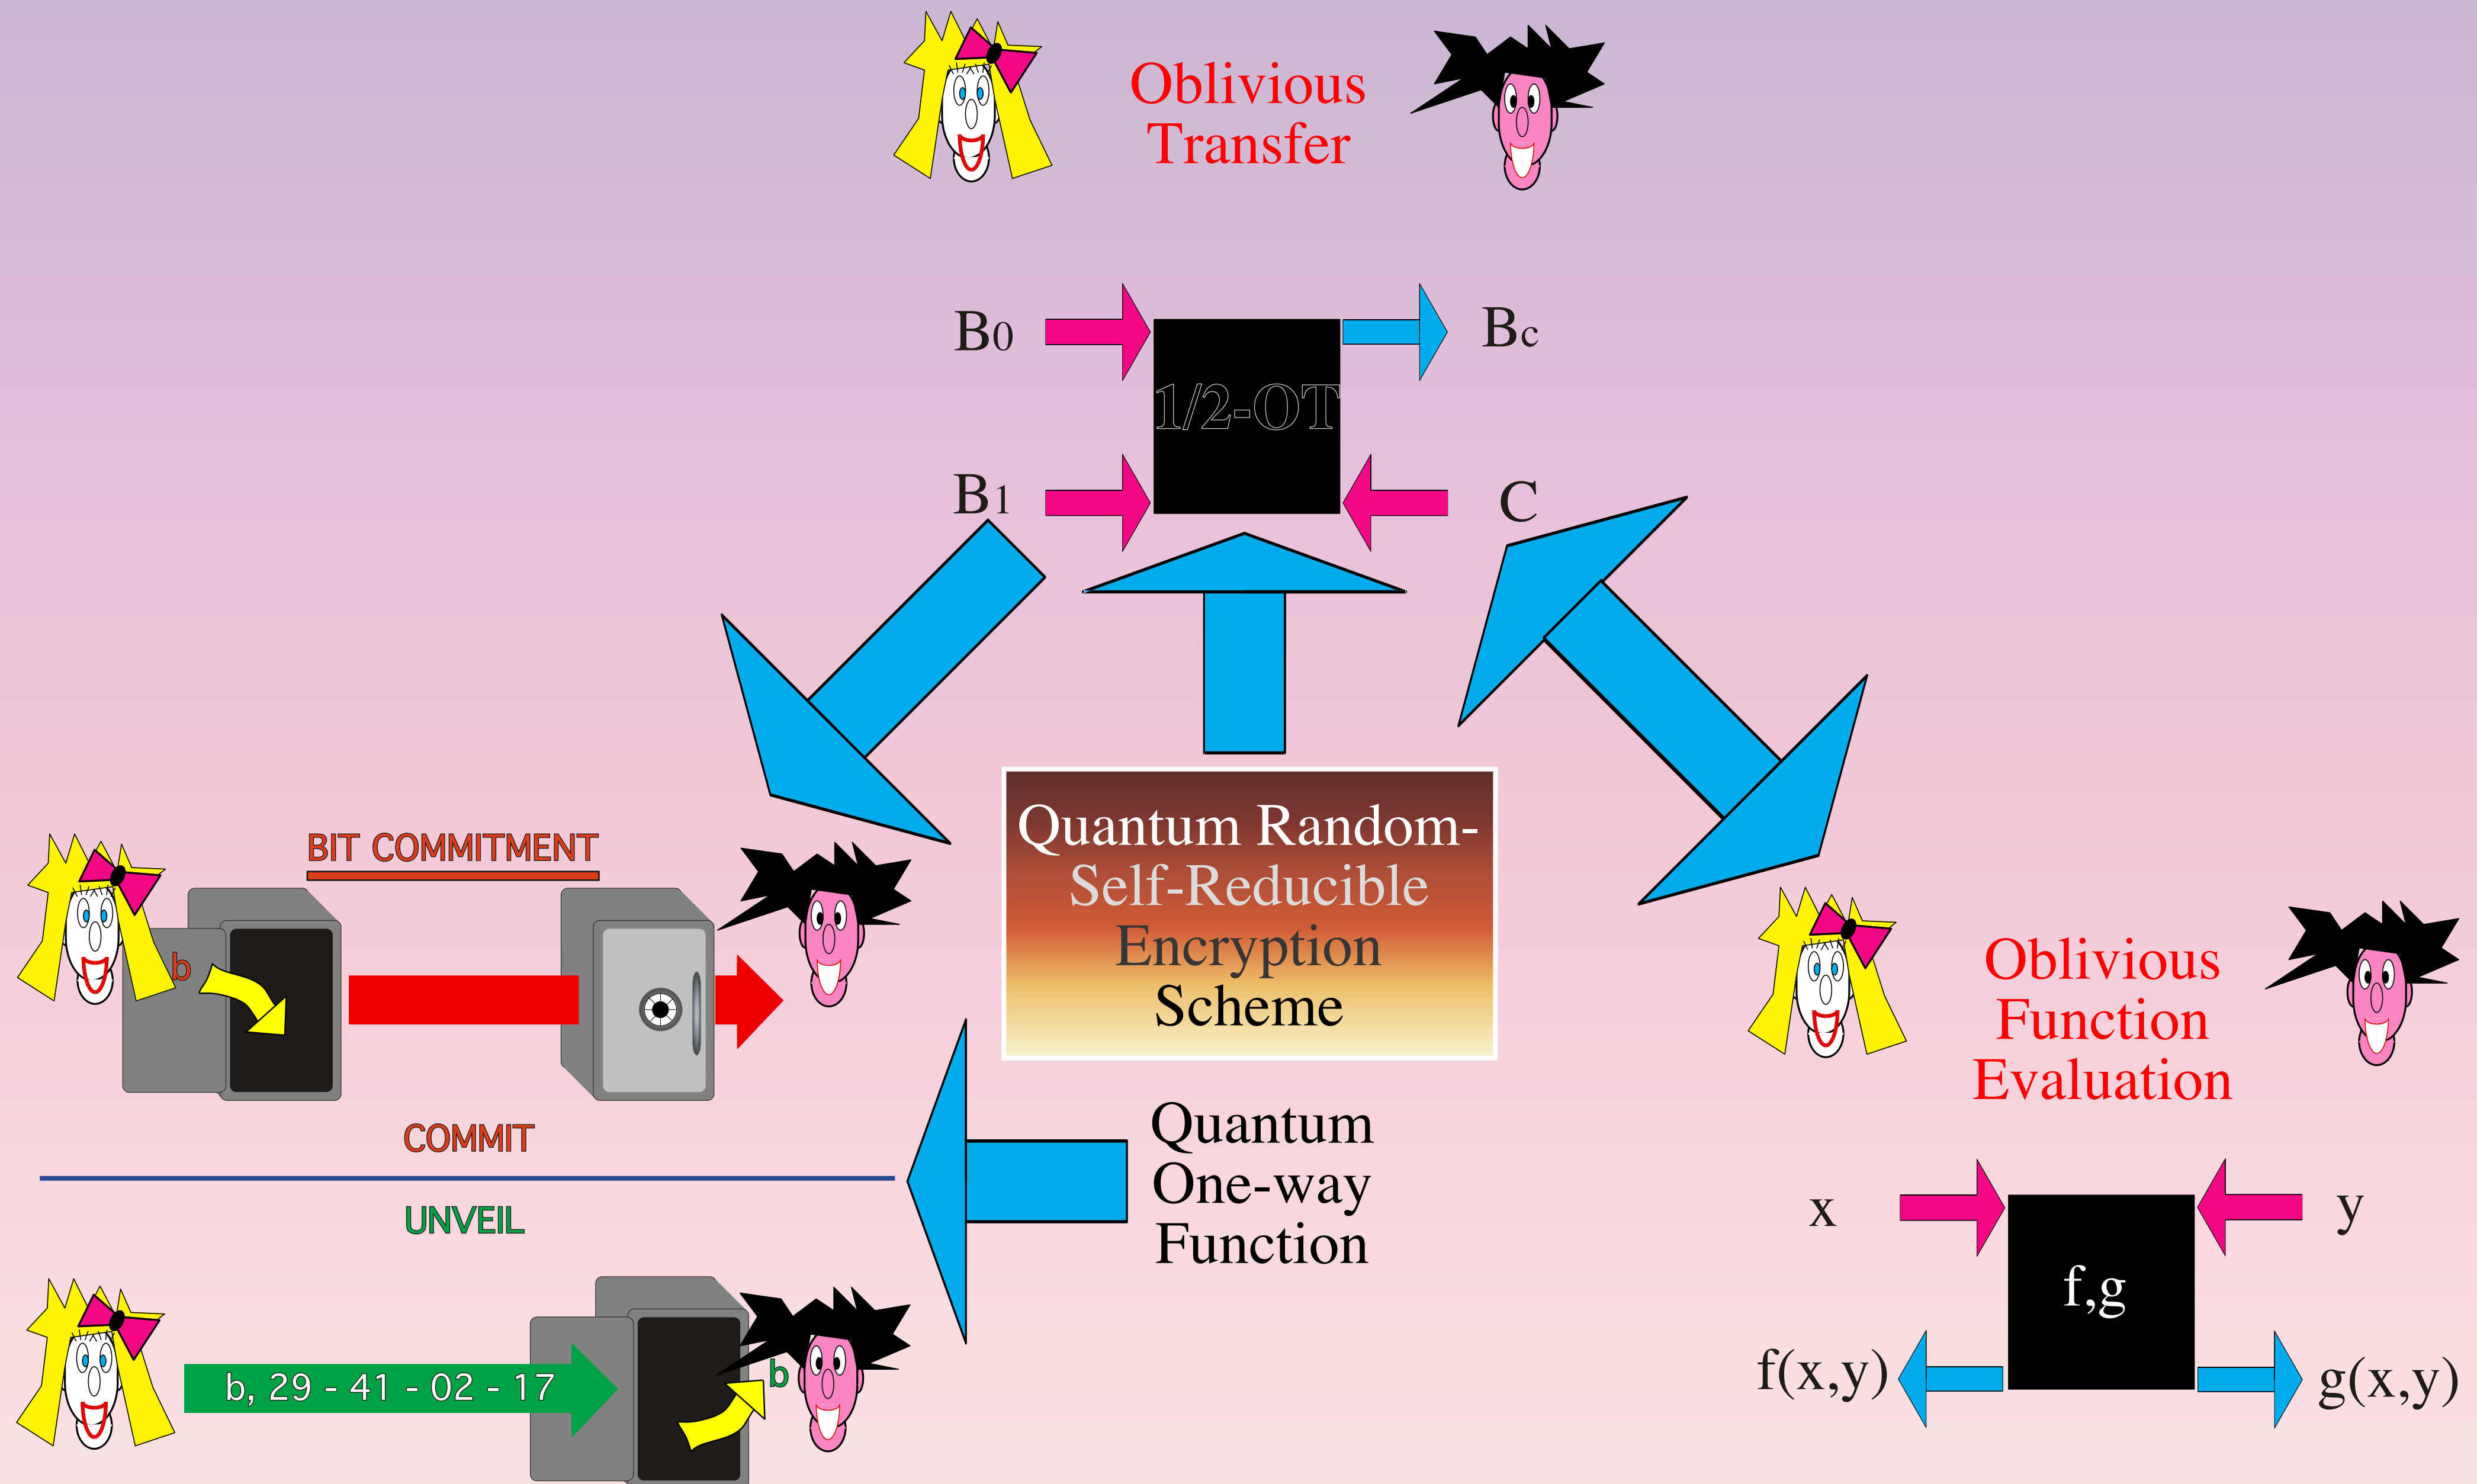 Oblivious
Transfer
B0
Bc
1/2-OT
B1
C
Quantum Random-
Self-Reducible
Encryption
Scheme
BIT COMMITMENT
b
COMMIT
UNVEIL
b, 29 - 41 - 02 - 17
b
Quantum
One-way
Function
Oblivious
Function
Evaluation
x
y
f,g
f(x,y)
g(x,y)